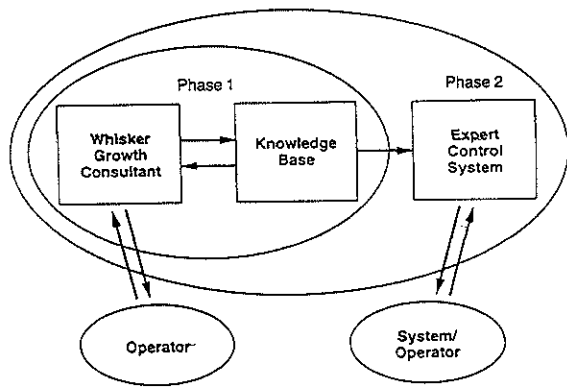 Phase 1
Phase 2
Whisker
Growth
Consultant
Knowledge
Base
Expert
Control
System
Operator
System/
Operator